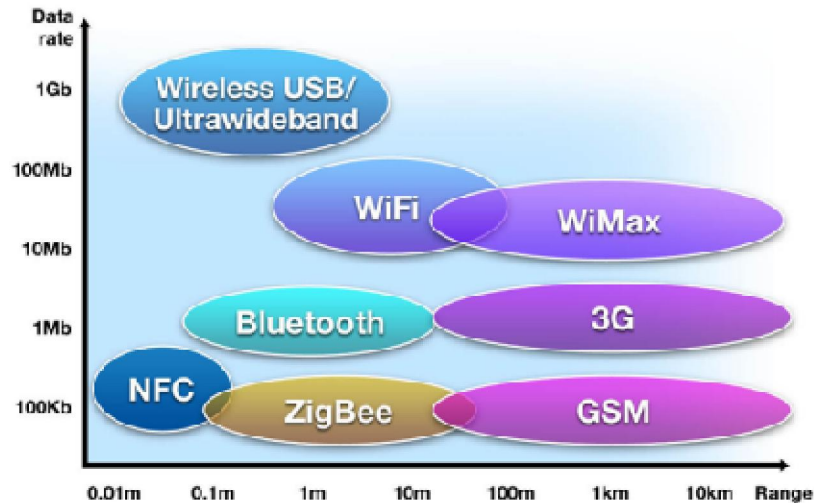 Data
rate
1Gb
Wireless USB/
Ultrawideband
100Mb
WiFi
WiMax
10Mb
Bluetooth
3G
1Mb
NFC
100Kb
ZigBee
GSM
0.01m 0.1m 1m 10m 100m 1km 10km Range